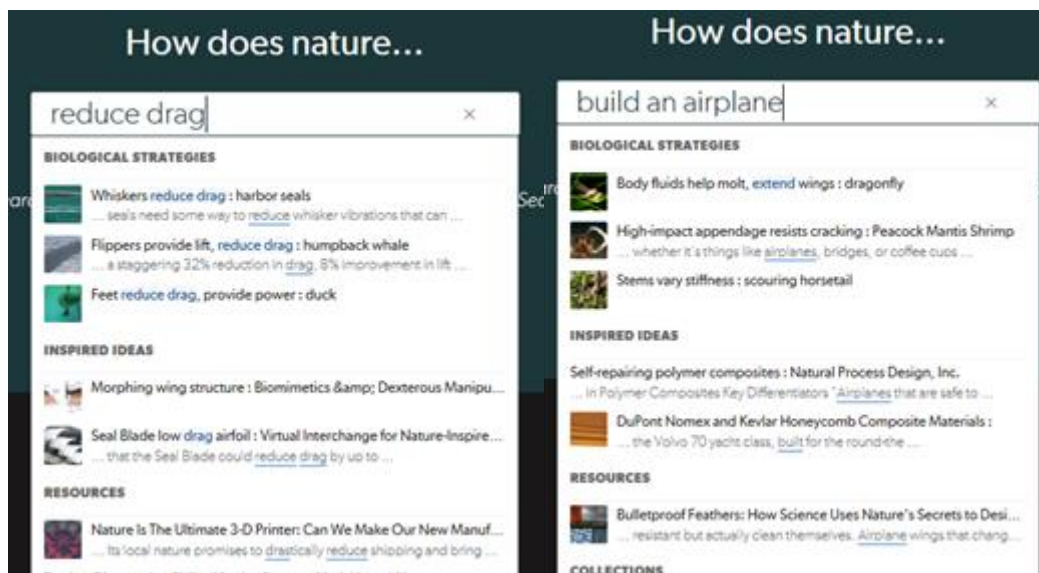 How does nature...
reduce drag
×
BIOLOGICAL STRATEGIES
Whiskers reduce drag : harbor seals
... seals need some way to reduce whisker vibrations that can ...
Flippers provide lift, reduce drag : humpback whale
... a staggering 32% reduction in drag, 8% improvement in lift ...
Feet reduce drag, provide power : duck
INSPIRED IDEAS
Morphing wing structure : Biomimetics &amp; Dexterous Manipu...
Seal Blade low drag airfoil : Virtual Interchange for Nature-Inspire...
... that the Seal Blade could reduce drag by up to ...
RESOURCES
Nature Is The Ultimate 3-D Printer: Can We Make Our New Manuf...
... Its local nature promises to drastically reduce shipping and bring ...
How does nature...
build an airplane
×
BIOLOGICAL STRATEGIES
Body fluids help molt, extend wings : dragonfly
High-impact appendage resists cracking : Peacock Mantis Shrimp
... whether it's things like airplanes, bridges, or coffee cups ...
Stems vary stiffness : scouring horsetail
INSPIRED IDEAS
Self-repairing polymer composites : Natural Process Design, Inc.
... In Polymer Composites Key Differentiators "Airplanes that are safe to ...
DuPont Nomex and Kevlar Honeycomb Composite Materials :
... the Volvo 70 yacht class, built for the round-the ...
RESOURCES
Bulletproof Feathers: How Science Uses Nature's Secrets to Desi...
... resistant but actually clean themselves. Airplane wings that chang...
COLLECTIONS